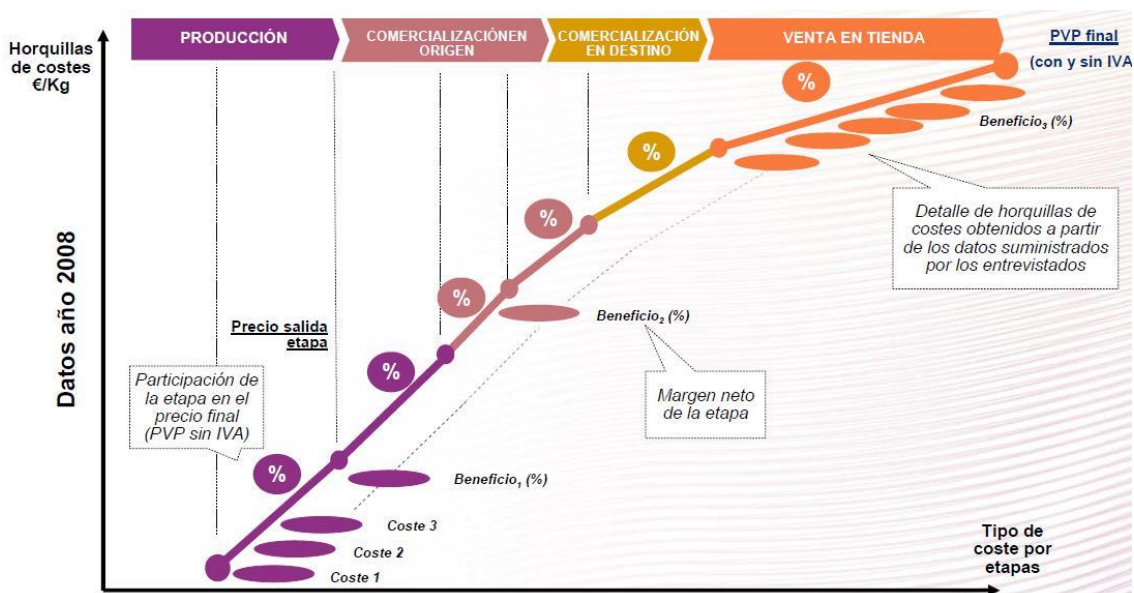 PRODUCCIÓN
COMERCIALIZACIÓNEN
ORIGEN
COMERCIALIZACIÓN
EN DESTINO
VENTA EN TIENDA
Horquillas
de costes
€/Kg
PVP final
(con y sin IVA)
%
Beneficio₃ (%)
%
%
Detalle de horquillas de
costes obtenidos a partir
de los datos suministrados
por los entrevistados
Datos año 2008
%
Beneficio₂ (%)
Precio salida
etapa
%
Margen neto
de la etapa
Participación de
la etapa en el
precio final
(PVP sin IVA)
%
Beneficio₁ (%)
Coste 3
Coste 2
Coste 1
Tipo de
coste por
etapas